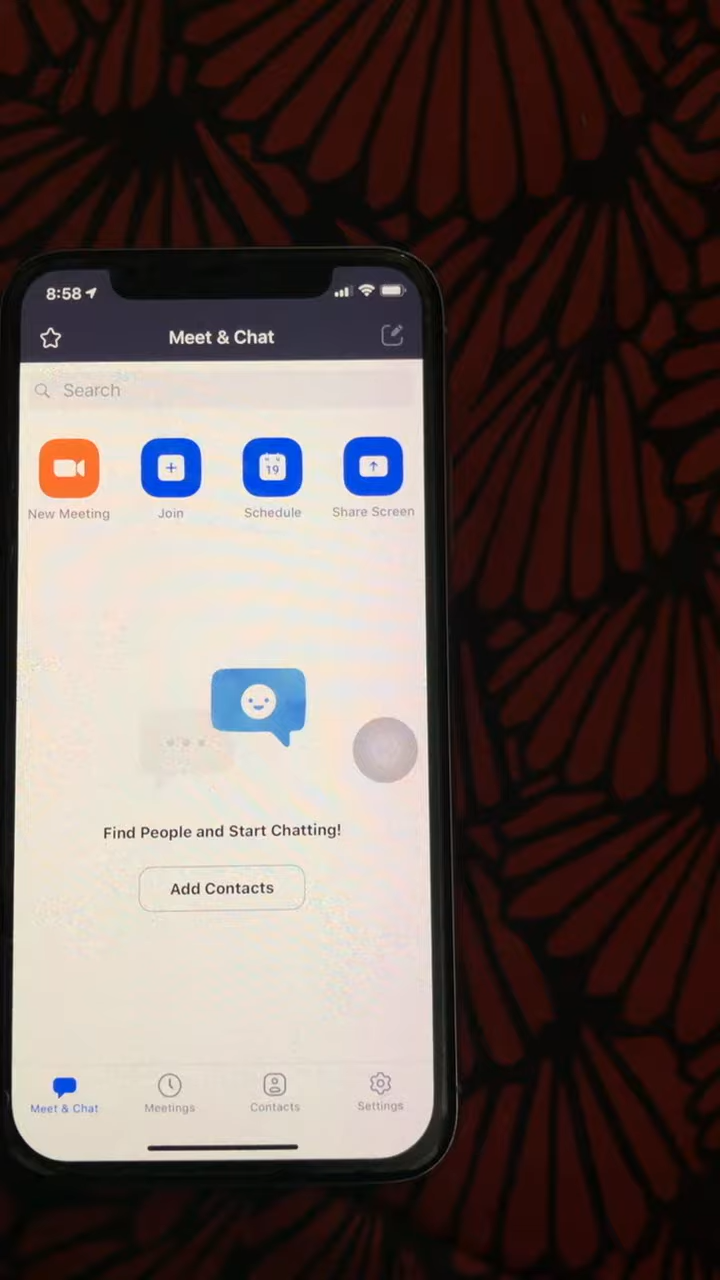 8:58
Meet & Chat
Search
19
New Meeting
Join
Schedule
Share Screen
Find People and Start Chatting!
Add Contacts
Meet & Chat
Meetings
Contacts
Settings